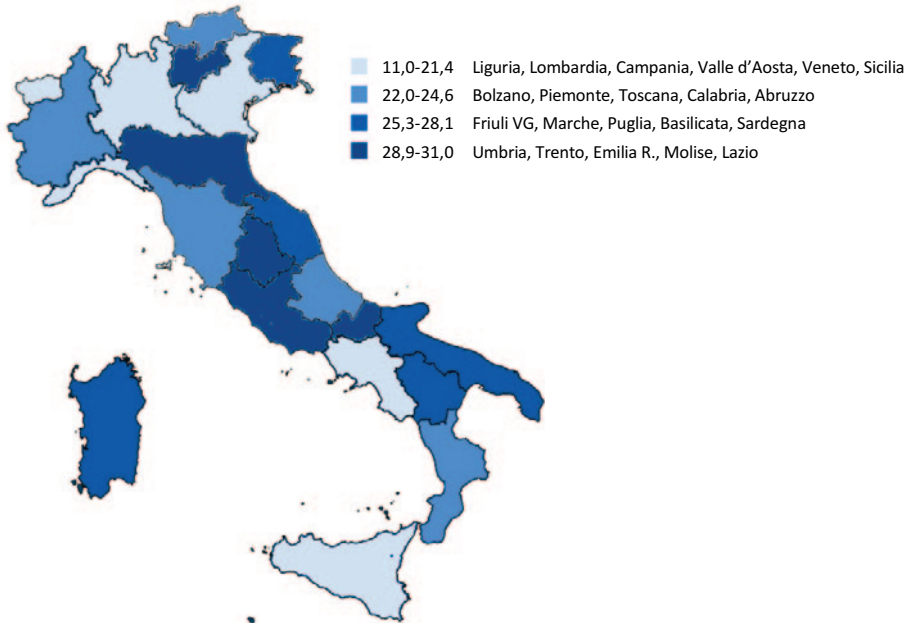 11,0-21,4 Liguria, Lombardia, Campania, Valle d’Aosta, Veneto, Sicilia
22,0-24,6 Bolzano, Piemonte, Toscana, Calabria, Abruzzo
25,3-28,1 Friuli VG, Marche, Puglia, Basilicata, Sardegna
28,9-31,0 Umbria, Trento, Emilia R., Molise, Lazio